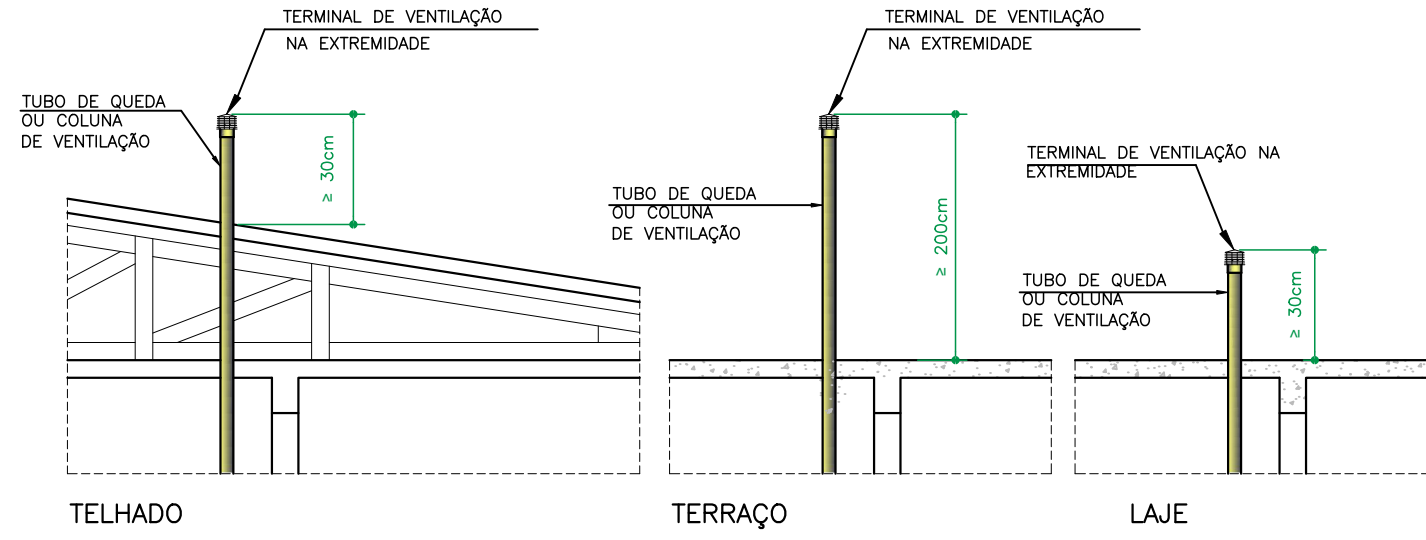 TERMINAL DE VENTILAÇÃO
NA EXTREMIDADE
TUBO DE QUEDA
OU COLUNA
DE VENTILAÇÃO
≥ 30cm
TELHADO
TERMINAL DE VENTILAÇÃO
NA EXTREMIDADE
TUBO DE QUEDA
OU COLUNA
DE VENTILAÇÃO
≥ 200cm
TERRAÇO
TERMINAL DE VENTILAÇÃO NA
EXTREMIDADE
TUBO DE QUEDA
OU COLUNA
DE VENTILAÇÃO
≥ 30cm
LAJE